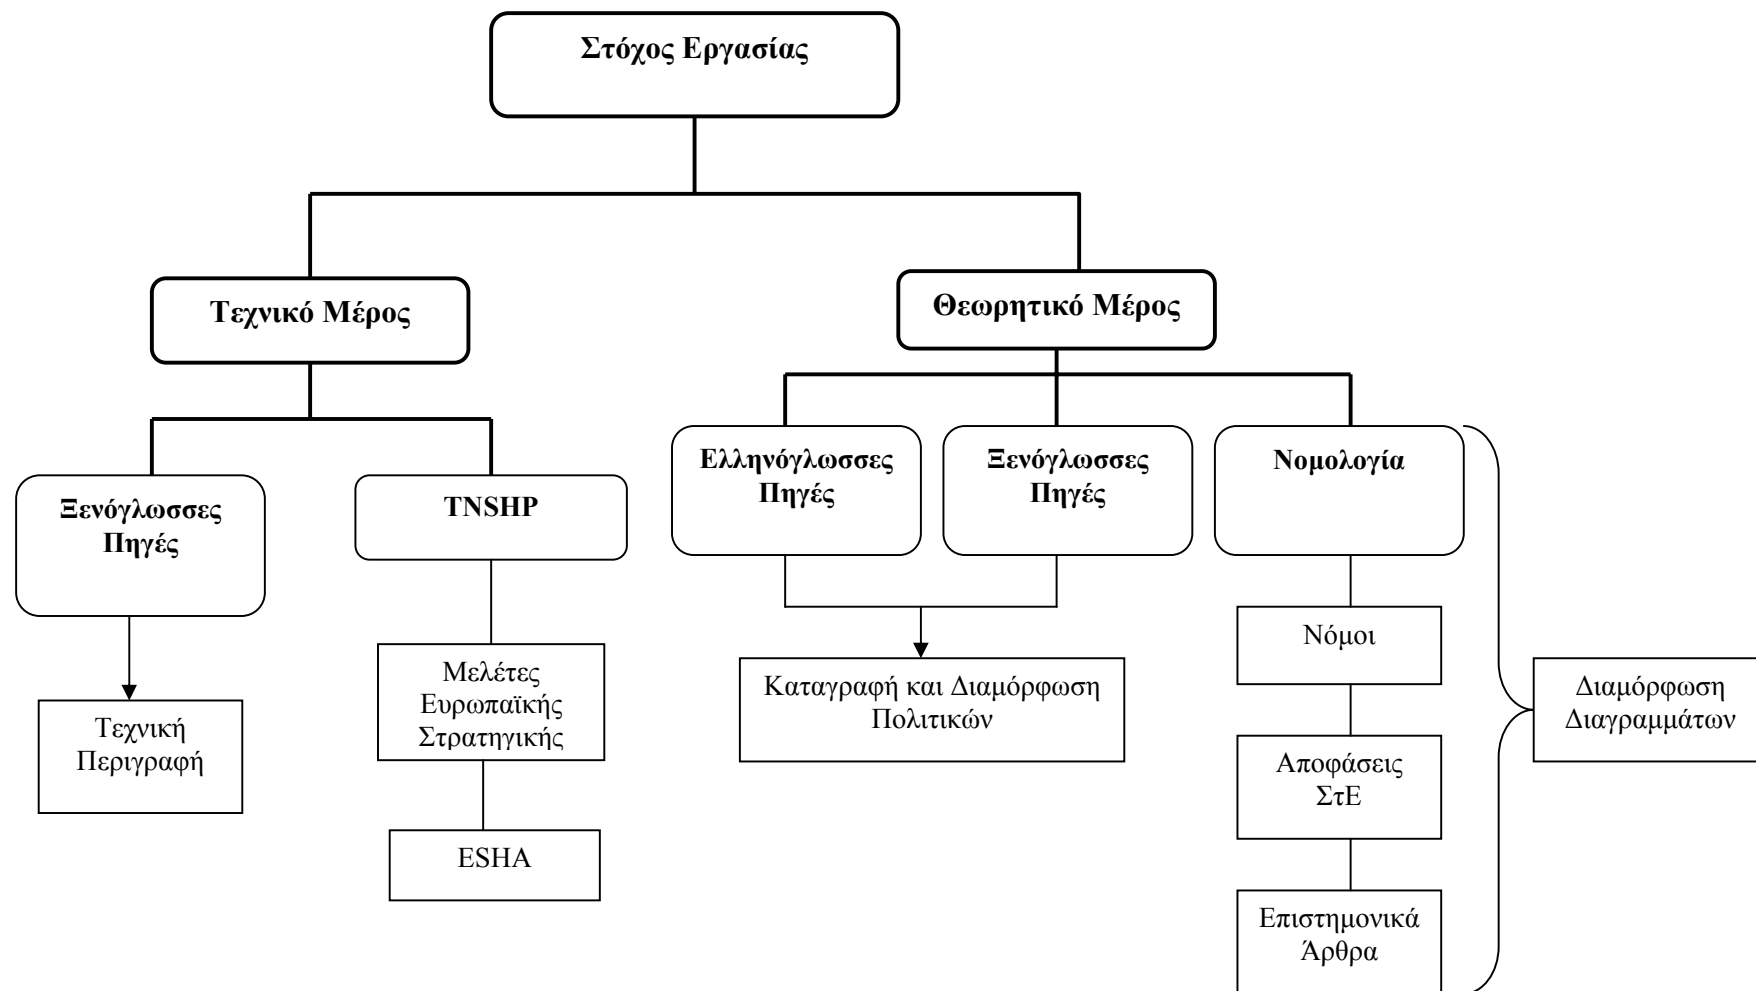 Στόχος Εργασίας
Τεχνικό Μέρος
Θεωρητικό Μέρος
Ξενόγλωσσες
Πηγές
TNSHP
Ελληνόγλωσσες
Πηγές
Ξενόγλωσσες
Πηγές
Νομολογία
Τεχνική
Περιγραφή
Μελέτες
Ευρωπαϊκής
Στρατηγικής
ESHA
Καταγραφή και Διαμόρφωση
Πολιτικών
Νόμοι
Αποφάσεις
ΣτΕ
Επιστημονικά
Άρθρα
Διαμόρφωση
Διαγραμμάτων